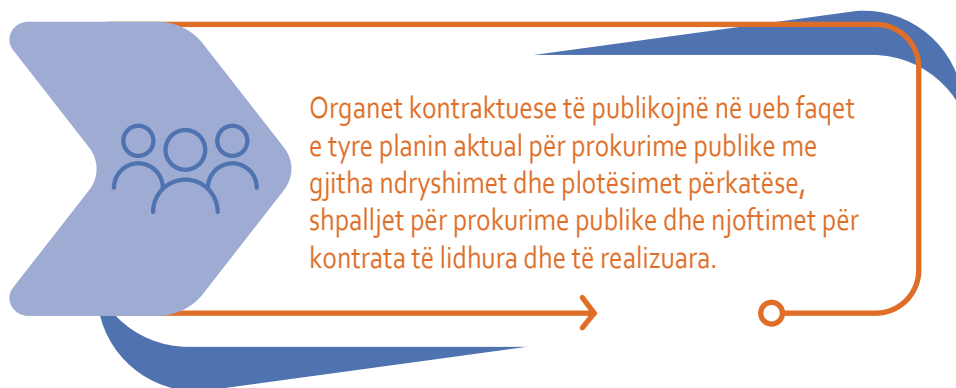 Organet kontraktuese të publikojnë në ueb faqet
e tyre planin aktual për prokurime publike me
gjitha ndryshimet dhe plotësimet përkatëse,
shpalljet për prokurime publike dhe njoftimet për
kontrata të lidhura dhe të realizuara.